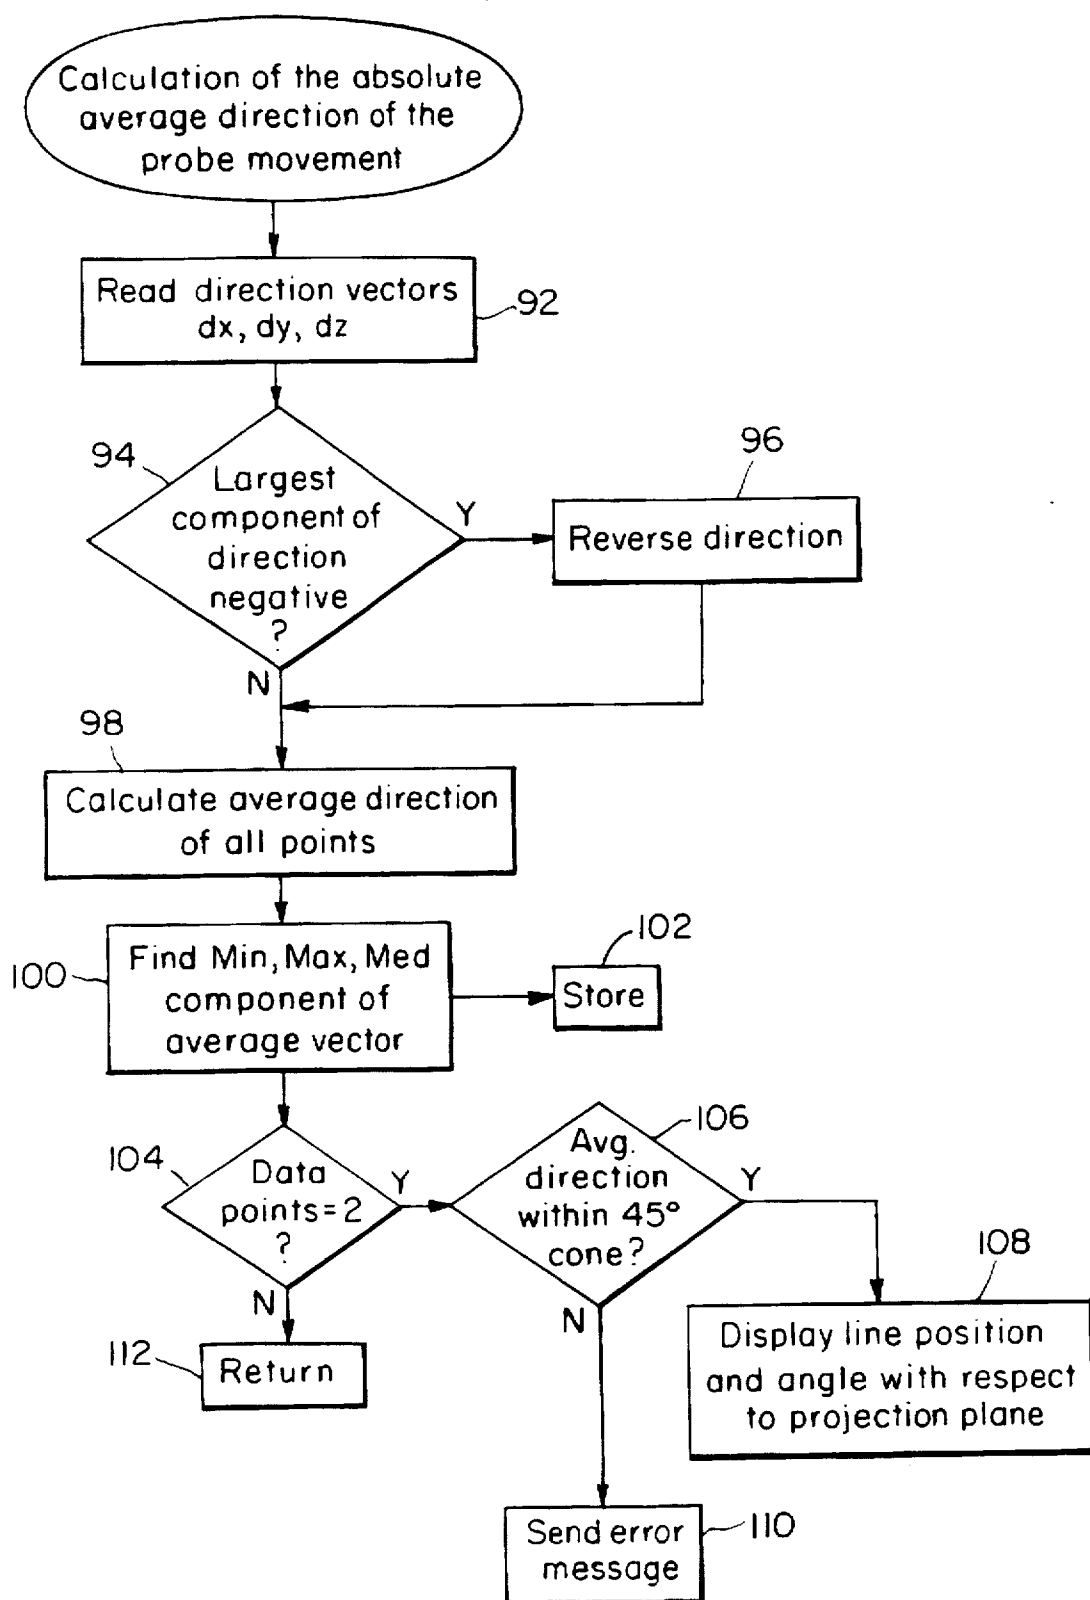 Calculation of the absolute
average direction of the
probe movement
Read direction vectors
dx, dy, dz
92
94
Largest
component of
direction
negative
?
Y
N
96
Reverse direction
98
Calculate average direction
of all points
100
Find Min, Max, Med
component of
average vector
102
Store
104
Data
points=2
?
Y
N
106
Avg.
direction
within 45°
cone?
Y
N
108
Display line position
and angle with respect
to projection plane
112
Return
Send error
message
110